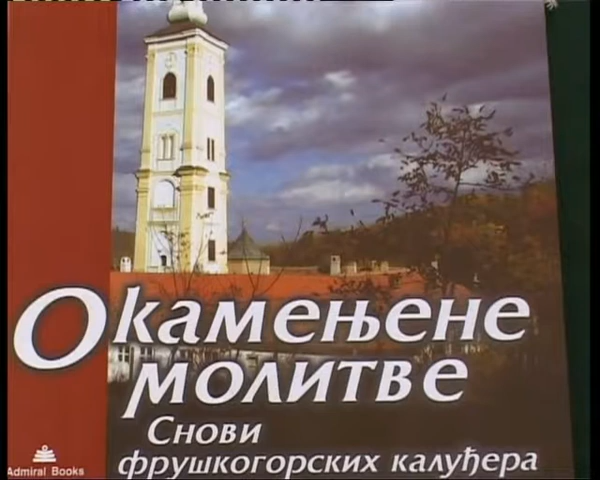 Окамењене
молитве
Снови
фрушкогорских калуђера
Admiral Books